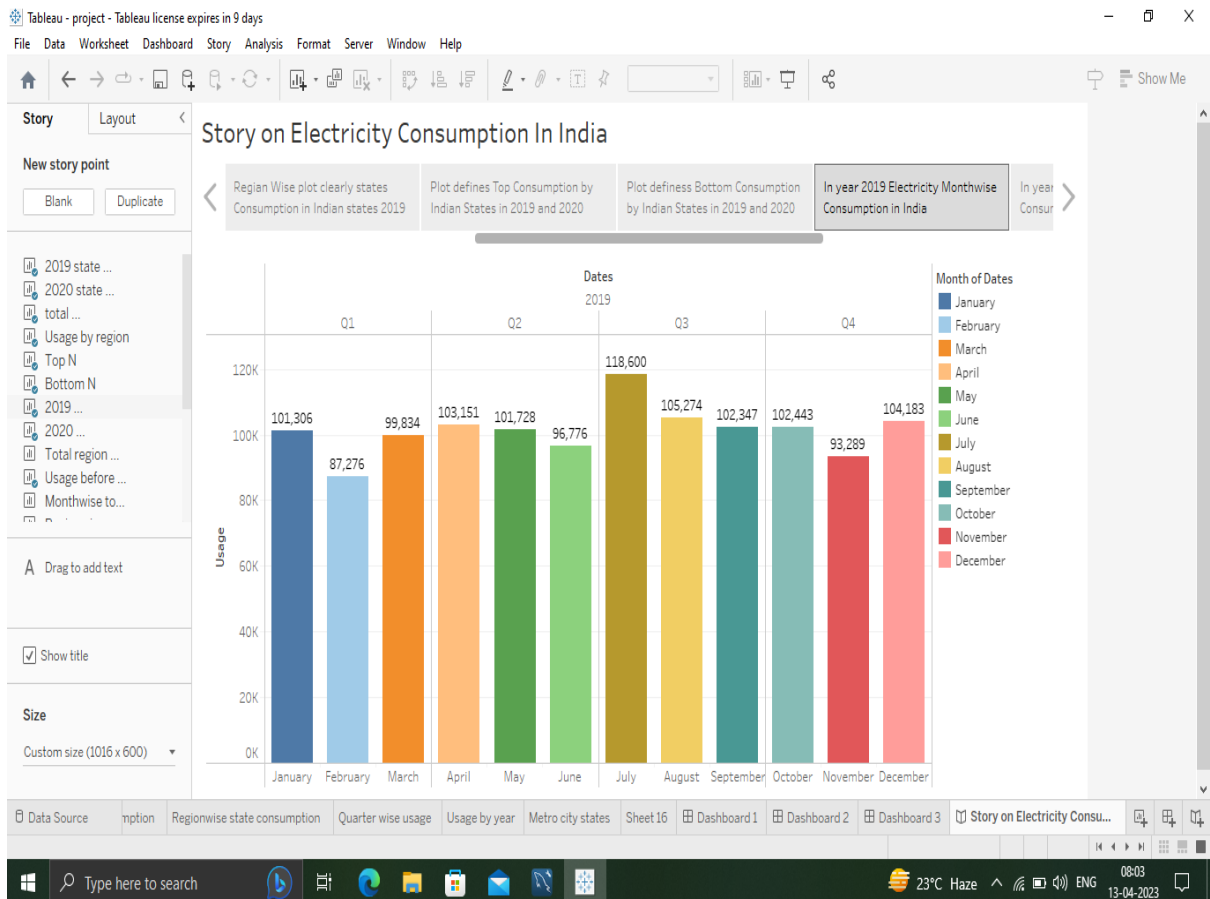 Tableau - project - Tableau license expires in 9 days
File Data Worksheet Dashboard Story Analysis Format Server Window Help
Show Me
Story Layout
New story point
Blank Duplicate
2019 state ...
2020 state ...
total ...
Usage by region
Top N
Bottom N
2019 ...
2020 ...
Total region ...
Usage before ...
Monthwise to...
A Drag to add text
Show title
Size
Custom size (1016 x 600)
Story on Electricity Consumption In India
Regian Wise plot clearly states
Consumption in Indian states 2019
Plot defines Top Consumption by
Indian States in 2019 and 2020
Plot definess Bottom Consumption
by Indian States in 2019 and 2020
In year 2019 Electricity Monthwise
Consumption in India
In year
Consur
Dates
2019
Q1 Q2 Q3 Q4
120K
100K
80K
60K
40K
20K
0K
Usage
101,306
87,276
99,834
103,151
101,728
96,776
118,600
105,274
102,347
102,443
93,289
104,183
January February March April May June July August September October November December
Month of Dates
January
February
March
April
May
June
July
August
September
October
November
December
Data Source mption Regionwise state consumption Quarter wise usage Usage by year Metro city states Sheet 16 Dashboard 1 Dashboard 2 Dashboard 3 Story on Electricity Consu...
Type here to search
23°C Haze ENG
08:03
13-04-2023